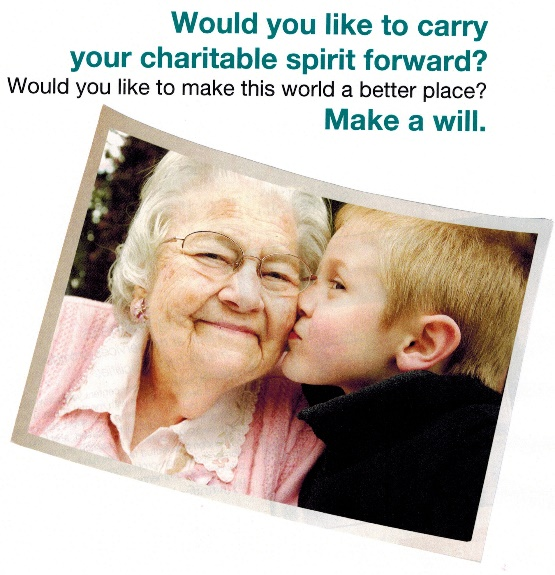 Would you like to carry
your charitable spirit forward?
Would you like to make this world a better place?
Make a will.